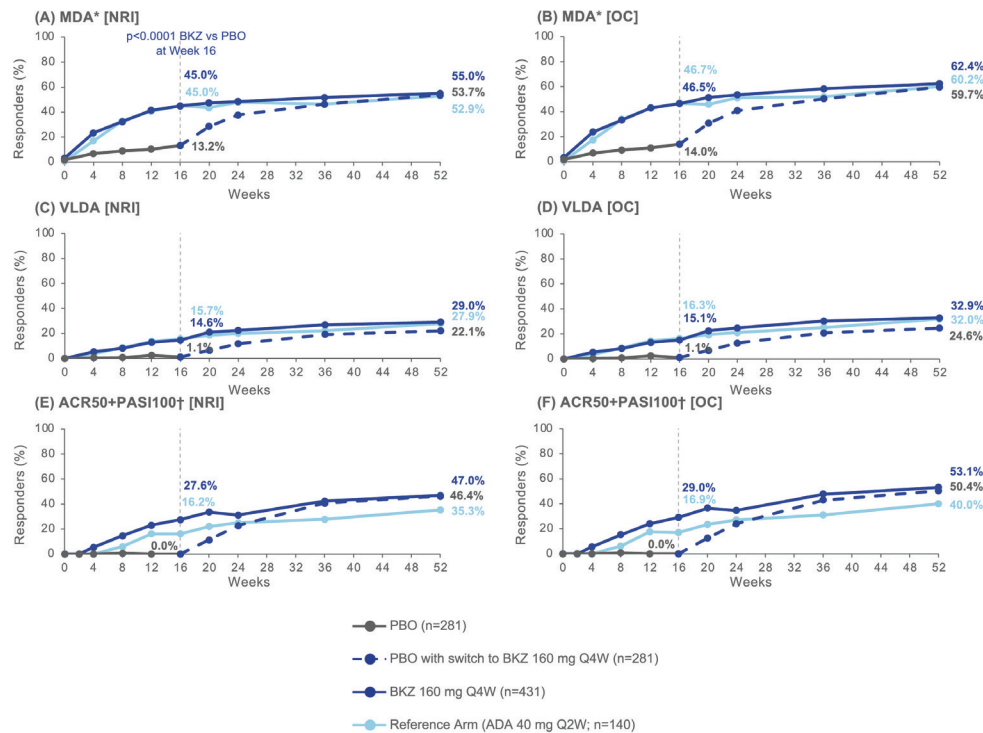 (A) MDA* [NRI]
p<0.0001 BKZ vs PBO
at Week 16
Responders (%)
100
80
60
40
20
0
45.0%
45.0%
13.2%
55.0%
53.7%
52.9%
0 4 8 12 16 20 24 28 32 36 40 44 48 52
Weeks
(B) MDA* [OC]
Responders (%)
100
80
60
40
20
0
46.7%
46.5%
14.0%
62.4%
60.2%
59.7%
0 4 8 12 16 20 24 28 32 36 40 44 48 52
Weeks
(C) VLDA [NRI]
Responders (%)
100
80
60
40
20
0
15.7%
14.6%
1.1%
29.0%
27.9%
22.1%
0 4 8 12 16 20 24 28 32 36 40 44 48 52
Weeks
(D) VLDA [OC]
Responders (%)
100
80
60
40
20
0
16.3%
15.1%
1.1%
32.9%
32.0%
24.6%
0 4 8 12 16 20 24 28 32 36 40 44 48 52
Weeks
(E) ACR50+PASI100† [NRI]
Responders (%)
100
80
60
40
20
0
27.6%
16.2%
0.0%
47.0%
46.4%
35.3%
0 4 8 12 16 20 24 28 32 36 40 44 48 52
Weeks
(F) ACR50+PASI100† [OC]
Responders (%)
100
80
60
40
20
0
29.0%
16.9%
0.0%
53.1%
50.4%
40.0%
0 4 8 12 16 20 24 28 32 36 40 44 48 52
Weeks
PBO (n=281)
PBO with switch to BKZ 160 mg Q4W (n=281)
BKZ 160 mg Q4W (n=431)
Reference Arm (ADA 40 mg Q2W; n=140)